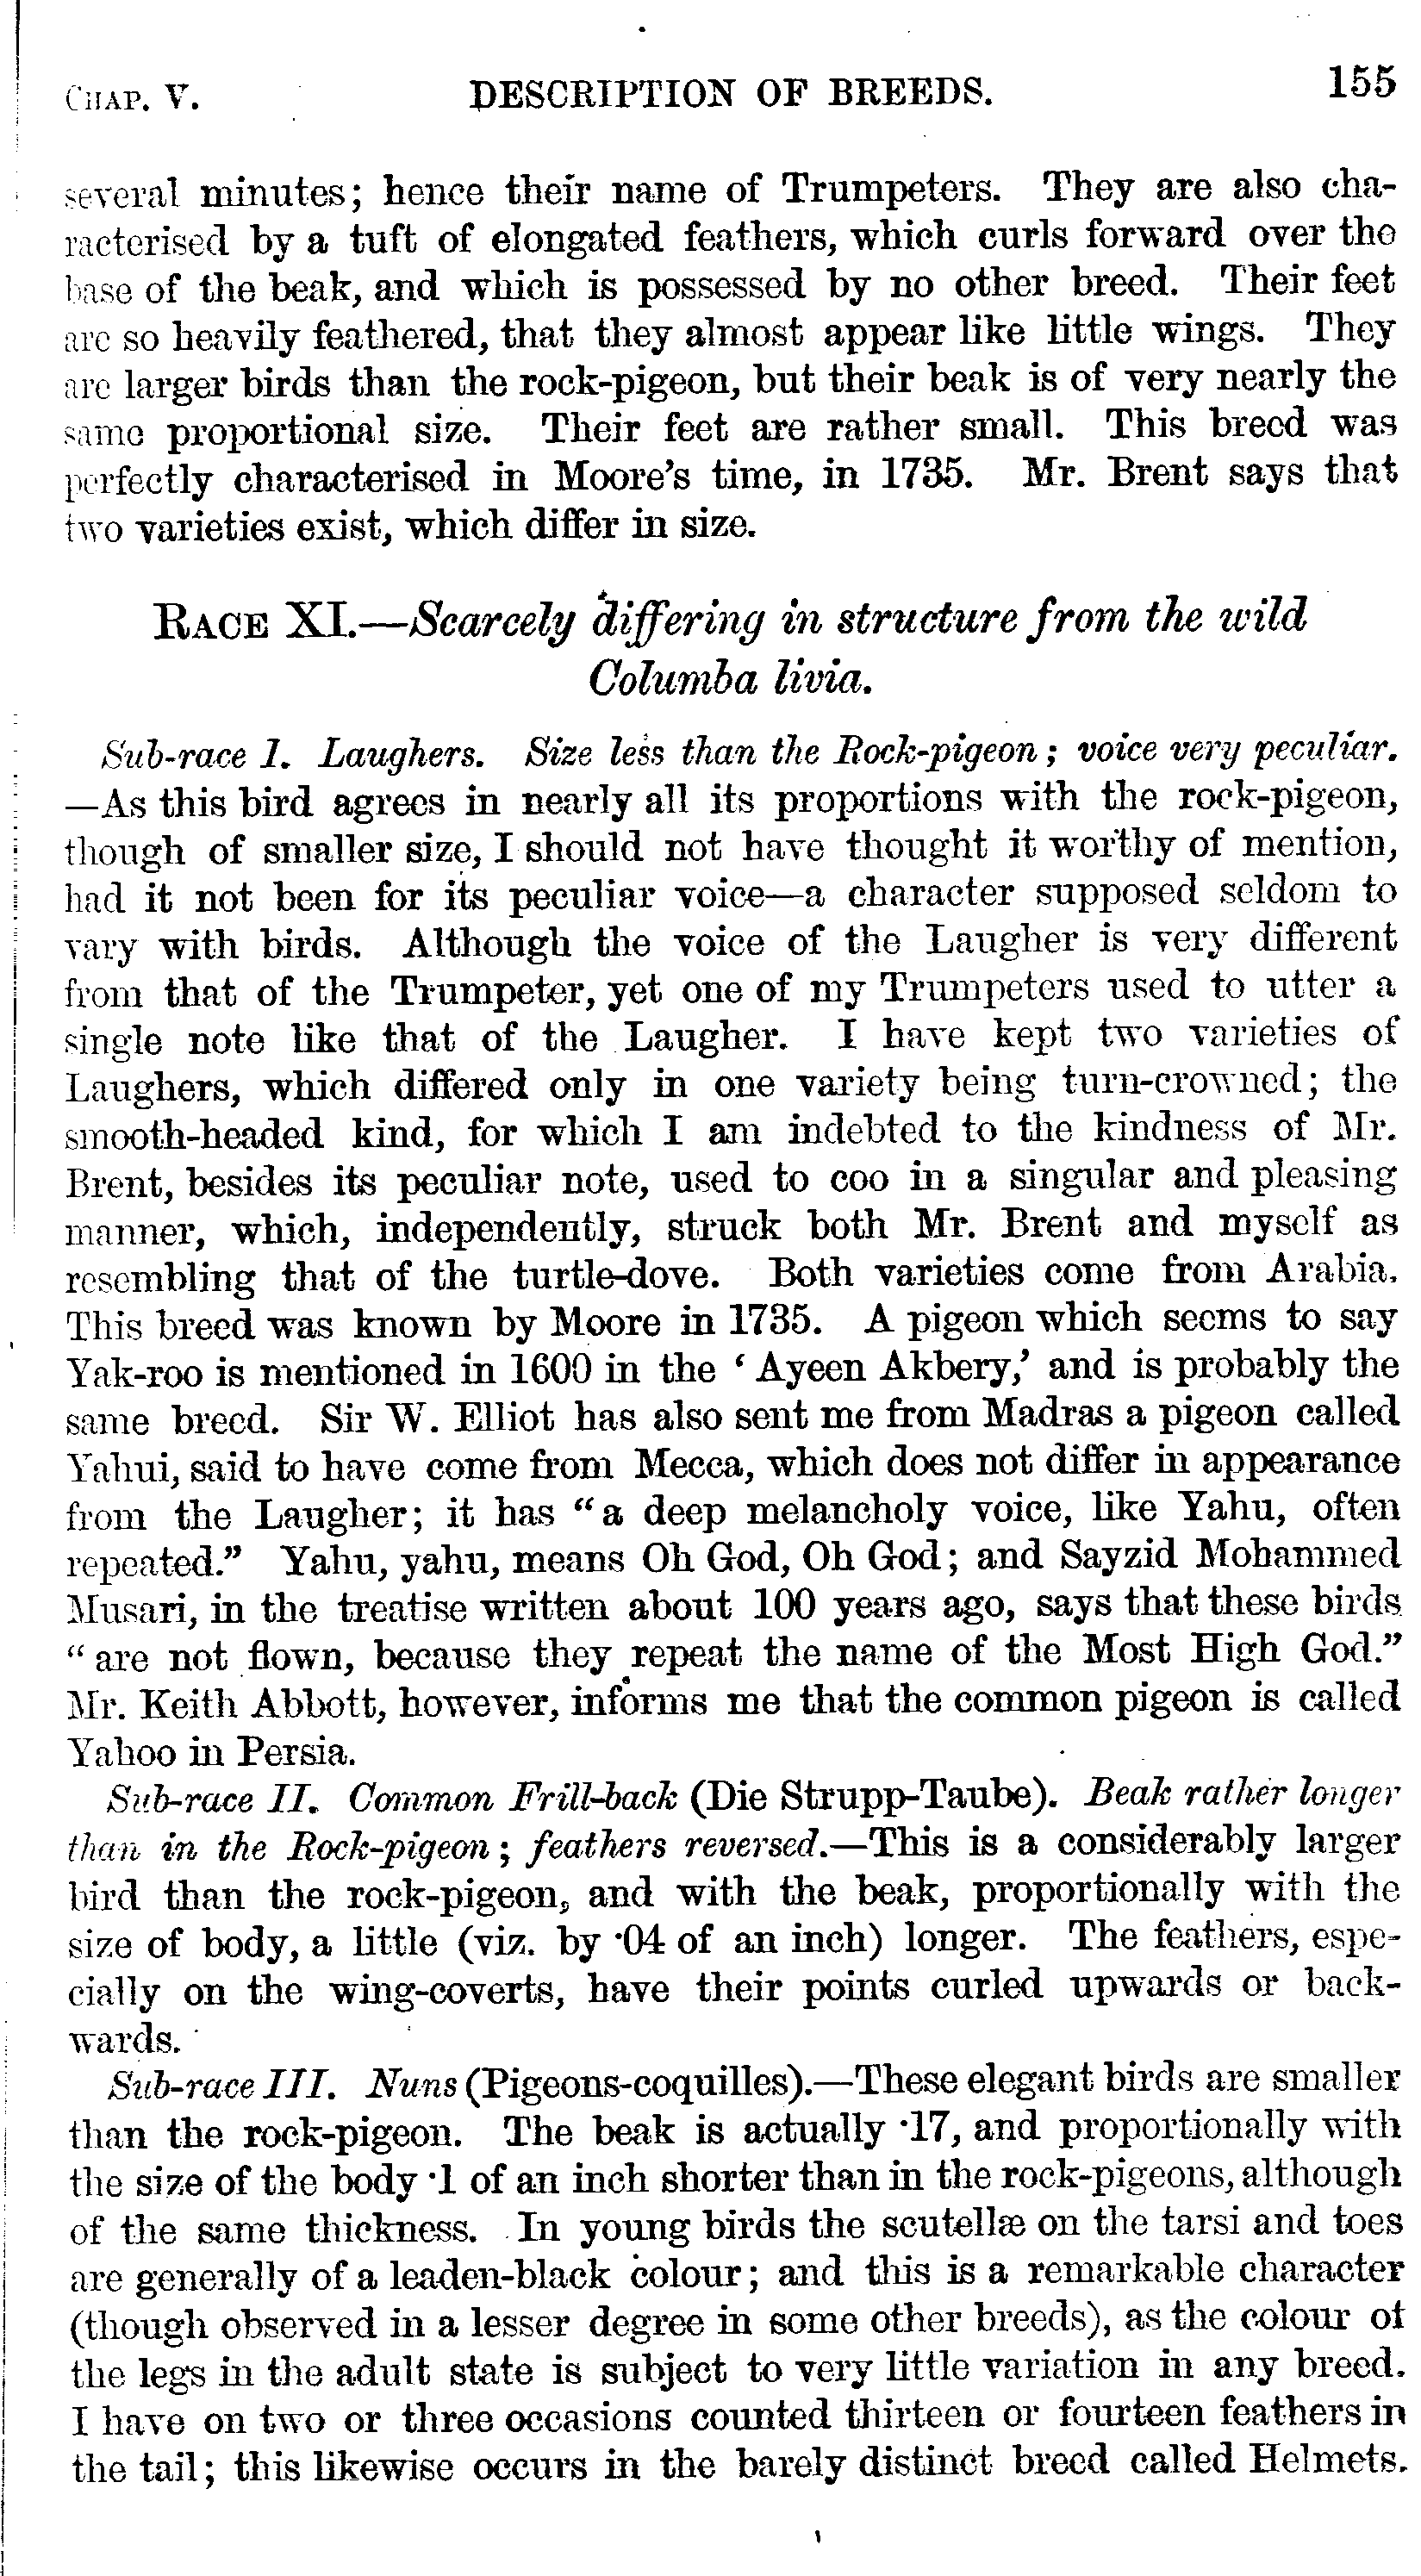 CHAP. V. DESCRIPTION OF BREEDS. 155
several minutes; hence their name of Trumpeters. They are also cha-
racterised by a tuft of elongated feathers, which curls forward over the
base of the beak, and which is possessed by no other breed. Their feet
are so heavily feathered, that they almost appear like little wings. They
are larger birds than the rock-pigeon, but their beak is of very nearly the
same proportional size. Their feet are rather small. This breed was
perfectly characterised in Moore's time, in 1735. Mr. Brent says that
two varieties exist, which differ in size.
RACE XI.—Scarcely differing in structure from the wild
Columba livia.
Sub-race I. Laughers. Size less than the Rock-pigeon; voice very peculiar.
—As this bird agrees in nearly all its proportions with the rock-pigeon,
though of smaller size, I should not have thought it worthy of mention,
had it not been for its peculiar voice—a character supposed seldom to
vary with birds. Although the voice of the Laugher is very different
from that of the Trumpeter, yet one of my Trumpeters used to utter a
single note like that of the Laugher. I have kept two varieties of
Laughers, which differed only in one variety being turn-crowned; the
smooth-headed kind, for which I am indebted to the kindness of Mr.
Brent, besides its peculiar note, used to coo in a singular and pleasing
manner, which, independently, struck both Mr. Brent and myself as
resembling that of the turtle-dove. Both varieties come from Arabia.
This breed was known by Moore in 1735. A pigeon which seems to say
Yak-roo is mentioned in 1600 in the 'Ayeen Akbery,' and is probably the
same breed. Sir W. Elliot has also sent me from Madras a pigeon called
Yahui, said to have come from Mecca, which does not differ in appearance
from the Laugher; it has "a deep melancholy voice, like Yahu, often
repeated." Yahu, yahu, means Oh God, Oh God; and Sayzid Mohammed
Musari, in the treatise written about 100 years ago, says that these birds
"are not flown, because they repeat the name of the Most High God."
Mr. Keith Abbott, however, informs me that the common pigeon is called
Yahoo in Persia.
Sub-race II. Common Frill-back (Die Strupp-Taube). Beak rather longer
than in the Rock-pigeon; feathers reversed.—This is a considerably larger
bird than the rock-pigeon, and with the beak, proportionally with the
size of body, a little (viz. by ·04 of an inch) longer. The feathers, espe-
cially on the wing-coverts, have their points curled upwards or back-
wards.
Sub-race III. Nuns (Pigeons-coquilles).—These elegant birds are smaller
than the rock-pigeon. The beak is actually ·17, and proportionally with
the size of the body ·1 of an inch shorter than in the rock-pigeons, although
of the same thickness. In young birds the scutellæ on the tarsi and toes
are generally of a leaden-black colour; and this is a remarkable character
(though observed in a lesser degree in some other breeds), as the colour of
the legs in the adult state is subject to very little variation in any breed.
I have on two or three occasions counted thirteen or fourteen feathers in
the tail; this likewise occurs in the barely distinct breed called Helmets.